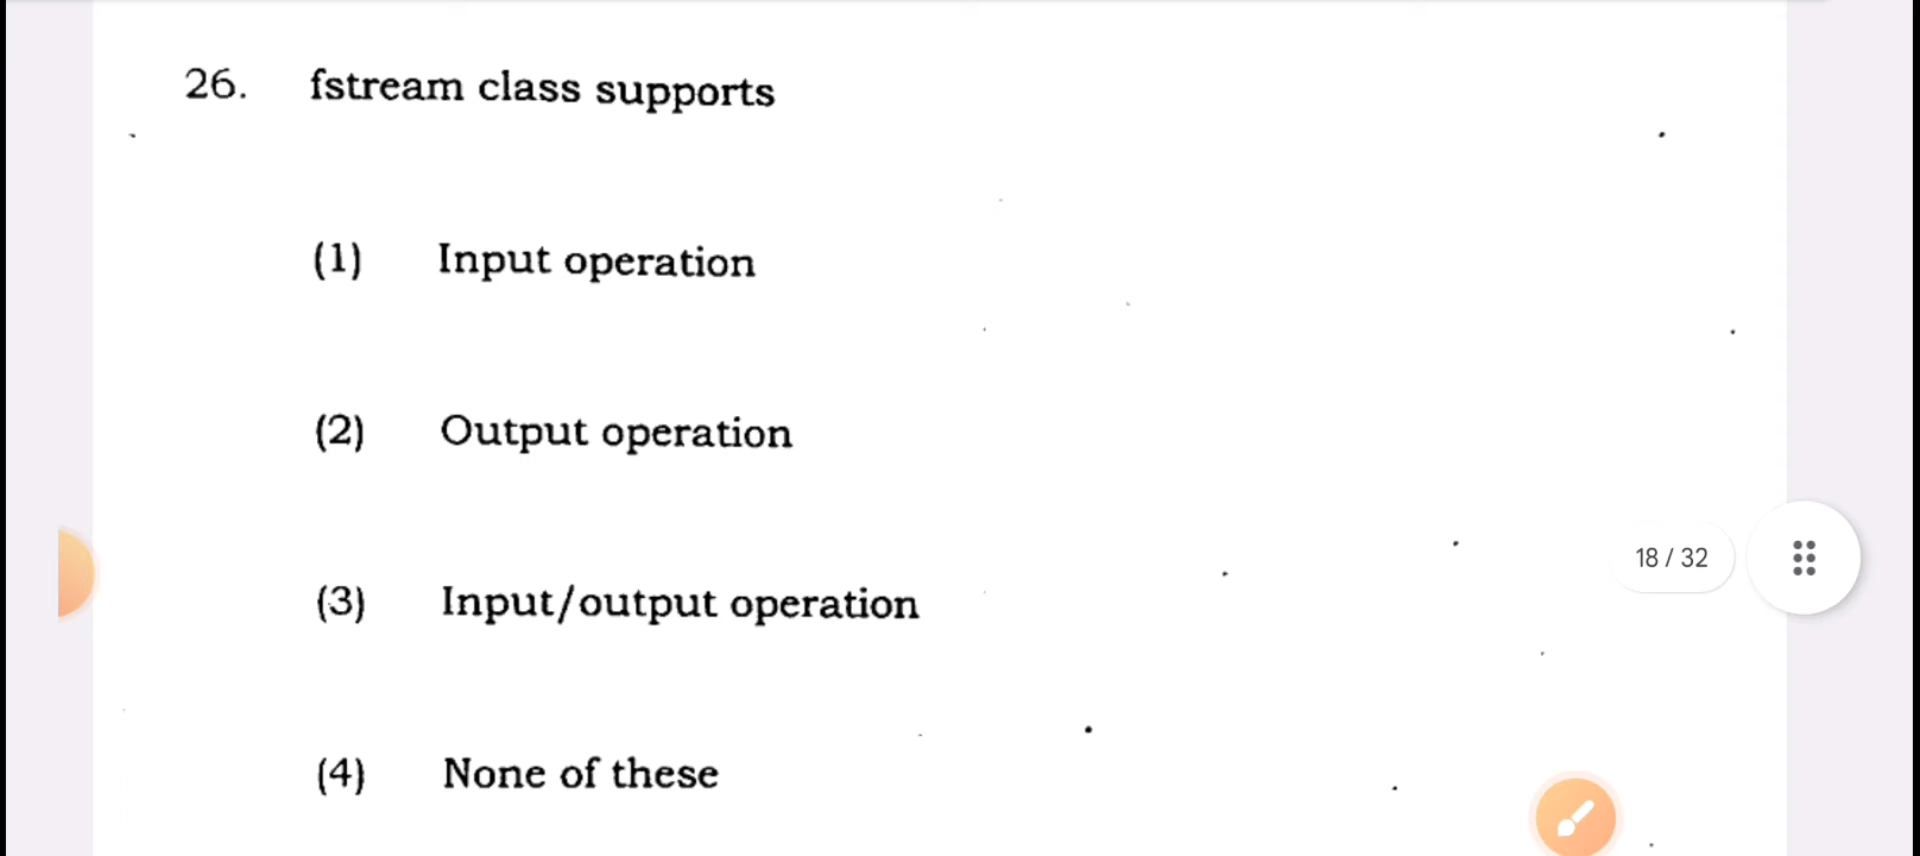 26. fstream class supports
(1) Input operation
(2) Output operation
(3) Input/output operation
18 / 32
(4) None of these